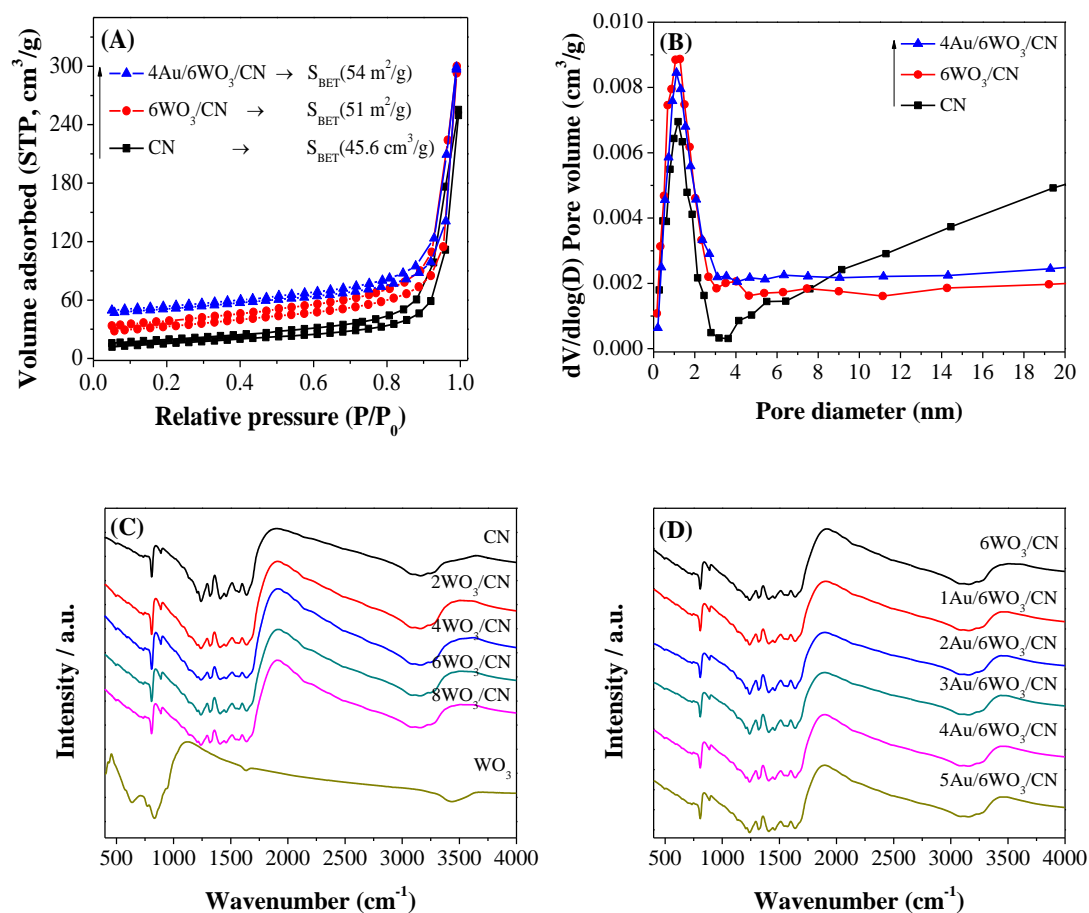 (A)
4Au/6WO₃/CN → S_BET(54 m²/g)
6WO₃/CN → S_BET(51 m²/g)
CN → S_BET(45.6 cm³/g)
Volume adsorbed (STP, cm³/g)
300
240
180
120
60
0
0.0 0.2 0.4 0.6 0.8 1.0
Relative pressure (P/P₀)
(B)
4Au/6WO₃/CN
6WO₃/CN
CN
dV/dlog(D) Pore volume (cm³/g)
0.010
0.008
0.006
0.004
0.002
0.000
0 2 4 6 8 10 12 14 16 18 20
Pore diameter (nm)
(C)
CN
2WO₃/CN
4WO₃/CN
6WO₃/CN
8WO₃/CN
WO₃
Intensity / a.u.
500 1000 1500 2000 2500 3000 3500 4000
Wavenumber (cm⁻¹)
(D)
6WO₃/CN
1Au/6WO₃/CN
2Au/6WO₃/CN
3Au/6WO₃/CN
4Au/6WO₃/CN
5Au/6WO₃/CN
Intensity / a.u.
500 1000 1500 2000 2500 3000 3500 4000
Wavenumber (cm⁻¹)